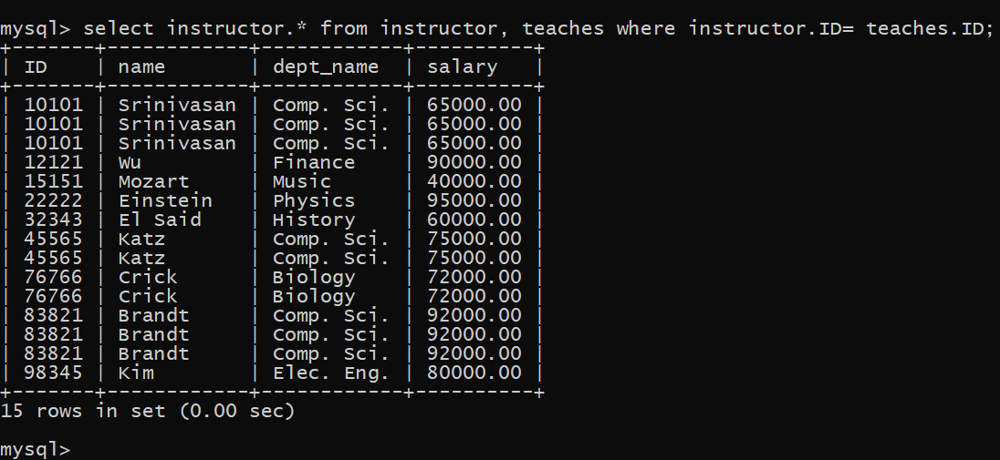 mysql> select instructor.* from instructor, teaches where instructor.ID= teaches.ID;
+-------+------------+------------+----------+
| ID    | name       | dept_name  | salary   |
+-------+------------+------------+----------+
| 10101 | Srinivasan | Comp. Sci. | 65000.00 |
| 10101 | Srinivasan | Comp. Sci. | 65000.00 |
| 10101 | Srinivasan | Comp. Sci. | 65000.00 |
| 12121 | Wu         | Finance    | 90000.00 |
| 15151 | Mozart     | Music      | 40000.00 |
| 22222 | Einstein   | Physics    | 95000.00 |
| 32343 | El Said    | History    | 60000.00 |
| 45565 | Katz       | Comp. Sci. | 75000.00 |
| 45565 | Katz       | Comp. Sci. | 75000.00 |
| 76766 | Crick      | Biology    | 72000.00 |
| 76766 | Crick      | Biology    | 72000.00 |
| 83821 | Brandt     | Comp. Sci. | 92000.00 |
| 83821 | Brandt     | Comp. Sci. | 92000.00 |
| 83821 | Brandt     | Comp. Sci. | 92000.00 |
| 98345 | Kim        | Elec. Eng. | 80000.00 |
+-------+------------+------------+----------+
15 rows in set (0.00 sec)
mysql>